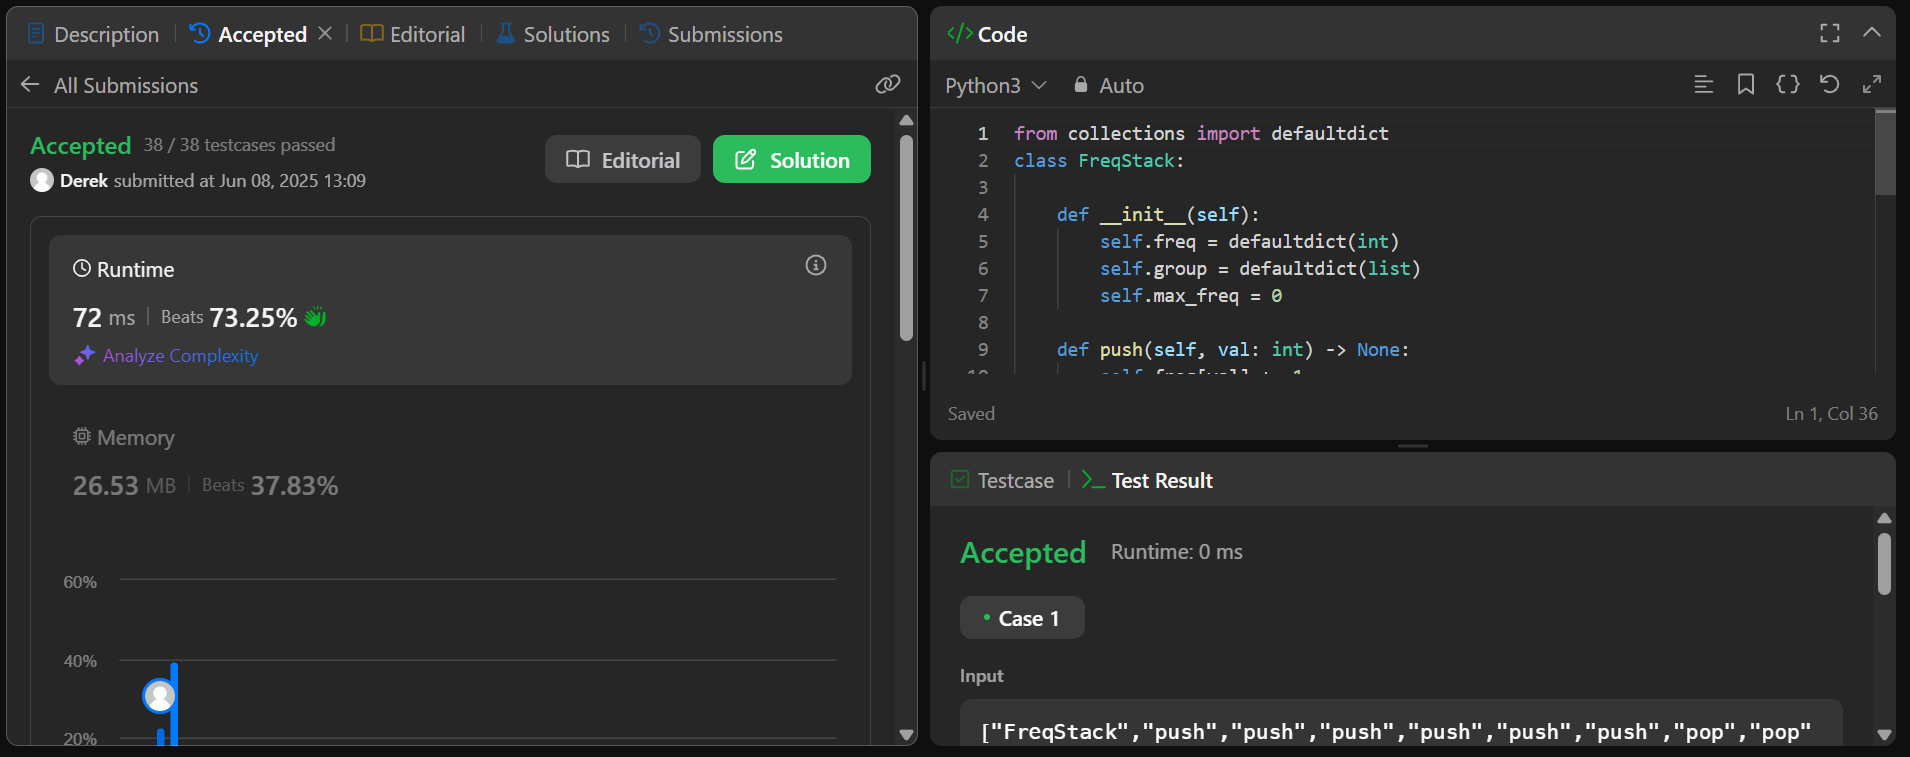 Description
Accepted
Editorial
Solutions
Submissions
All Submissions
Accepted 38 / 38 testcases passed
Derek submitted at Jun 08, 2025 13:09
Editorial
Solution
Runtime
72 ms Beats 73.25%
Analyze Complexity
Memory
26.53 MB Beats 37.83%
60%
40%
20%
</> Code
Python3
Auto
1 from collections import defaultdict
2 class FreqStack:
3
4 def __init__(self):
5 self.freq = defaultdict(int)
6 self.group = defaultdict(list)
7 self.max_freq = 0
8
9 def push(self, val: int) -> None:
Saved
Ln 1, Col 36
Testcase
Test Result
Accepted Runtime: 0 ms
Case 1
Input
["FreqStack","push","push","push","push","push","push","pop","pop"